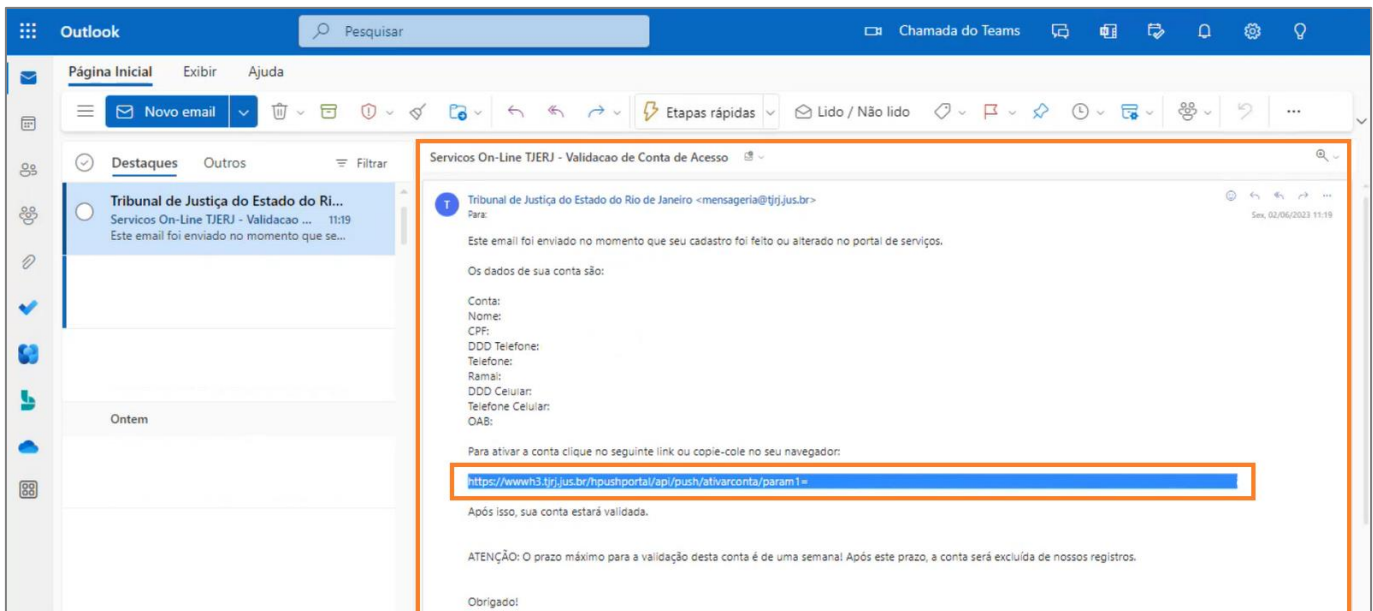 Outlook
Pesquisar
Chamada do Teams
Página Inicial
Exibir
Ajuda
Novo email
Etapas rápidas
Lido / Não lido
Destaques
Outros
Filtrar
Tribunal de Justiça do Estado do Ri...
Servicos On-Line TJERJ - Validacao ... 11:19
Este email foi enviado no momento que se...
Ontem
Servicos On-Line TJERJ - Validacao de Conta de Acesso
T
Tribunal de Justiça do Estado do Rio de Janeiro <mensageria@tjrj.jus.br>
Para:
Sex, 02/06/2023 11:19
Este email foi enviado no momento que seu cadastro foi feito ou alterado no portal de serviços.
Os dados de sua conta são:
Conta:
Nome:
CPF:
DDD Telefone:
Telefone:
Ramal:
DDD Celular:
Telefone Celular:
OAB:
Para ativar a conta clique no seguinte link ou copie-cole no seu navegador:
https://wwwh3.tjrj.jus.br/hpushportal/api/push/ativarconta/param1=
Após isso, sua conta estará validada.
ATENÇÃO: O prazo máximo para a validação desta conta é de uma semana! Após este prazo, a conta será excluída de nossos registros.
Obrigado!